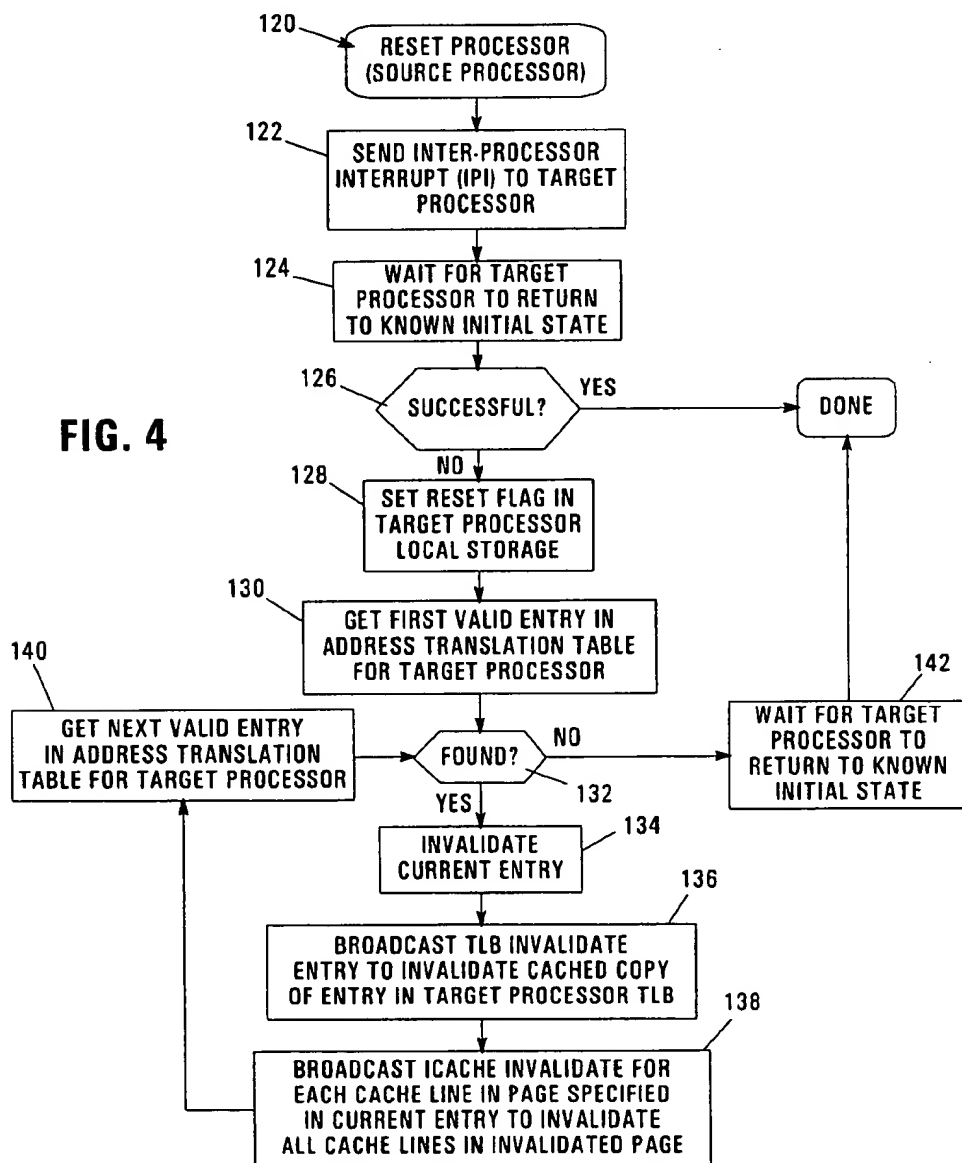 120
RESET PROCESSOR
(SOURCE PROCESSOR)
122
SEND INTER-PROCESSOR
INTERRUPT (IPI) TO TARGET
PROCESSOR
124
WAIT FOR TARGET
PROCESSOR TO RETURN
TO KNOWN INITIAL STATE
126
SUCCESSFUL?
YES
DONE
FIG. 4
NO
128
SET RESET FLAG IN
TARGET PROCESSOR
LOCAL STORAGE
130
GET FIRST VALID ENTRY IN
ADDRESS TRANSLATION TABLE
FOR TARGET PROCESSOR
140
GET NEXT VALID ENTRY
IN ADDRESS TRANSLATION
TABLE FOR TARGET PROCESSOR
FOUND?
NO
132
YES
142
WAIT FOR TARGET
PROCESSOR TO
RETURN TO KNOWN
INITIAL STATE
134
INVALIDATE
CURRENT ENTRY
136
BROADCAST TLB INVALIDATE
ENTRY TO INVALIDATE CACHED COPY
OF ENTRY IN TARGET PROCESSOR TLB
138
BROADCAST ICACHE INVALIDATE FOR
EACH CACHE LINE IN PAGE SPECIFIED
IN CURRENT ENTRY TO INVALIDATE
ALL CACHE LINES IN INVALIDATED PAGE